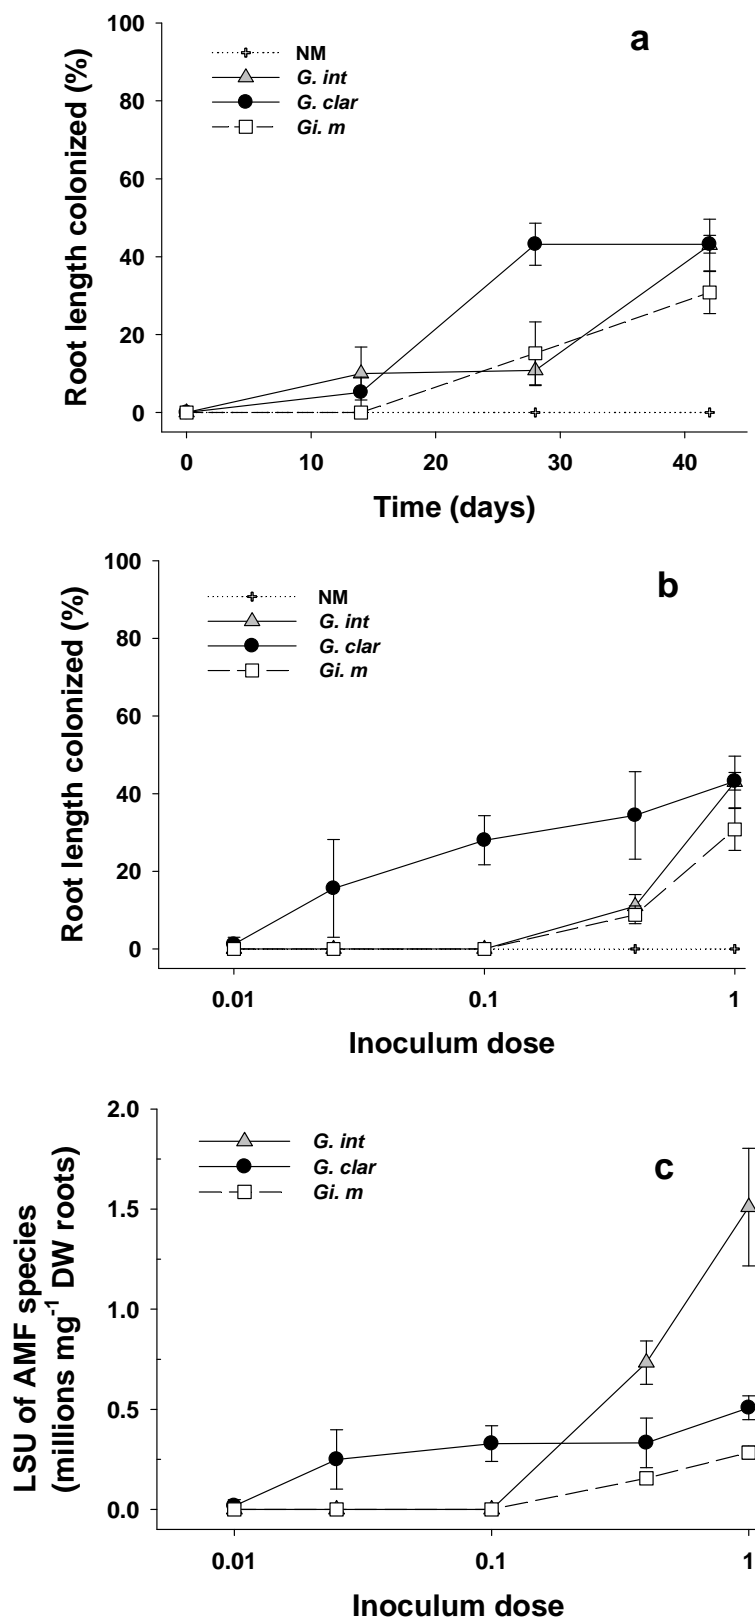 a
100
80
60
40
20
0
Root length colonized (%)
NM
G. int
G. clar
Gi. m
0 10 20 30 40
Time (days)
b
100
80
60
40
20
0
Root length colonized (%)
NM
G. int
G. clar
Gi. m
0.01 0.1 1
Inoculum dose
c
2.0
1.5
1.0
0.5
0.0
LSU of AMF species
(millions mg⁻¹ DW roots)
G. int
G. clar
Gi. m
0.01 0.1 1
Inoculum dose